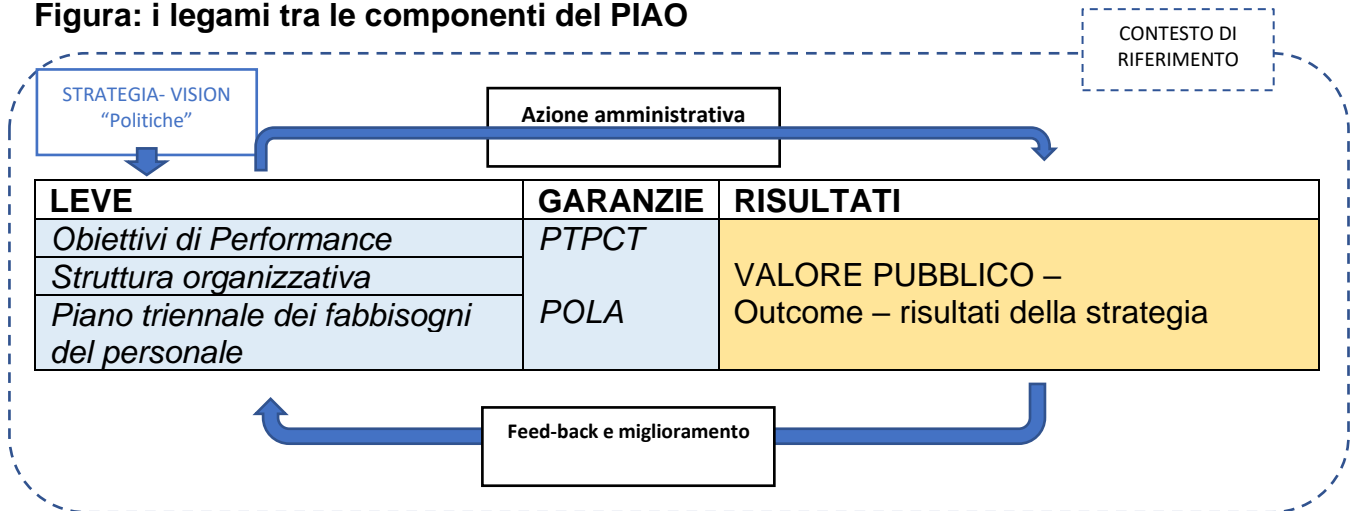 Figura: i legami tra le componenti del PIAO
CONTESTO DI
RIFERIMENTO
STRATEGIA- VISION
“Politiche”
Azione amministrativa
LEVE GARANZIE RISULTATI
Obiettivi di Performance PTPCT
Struttura organizzativa
VALORE PUBBLICO –
Piano triennale dei fabbisogni
del personale
POLA
Outcome – risultati della strategia
Feed-back e miglioramento